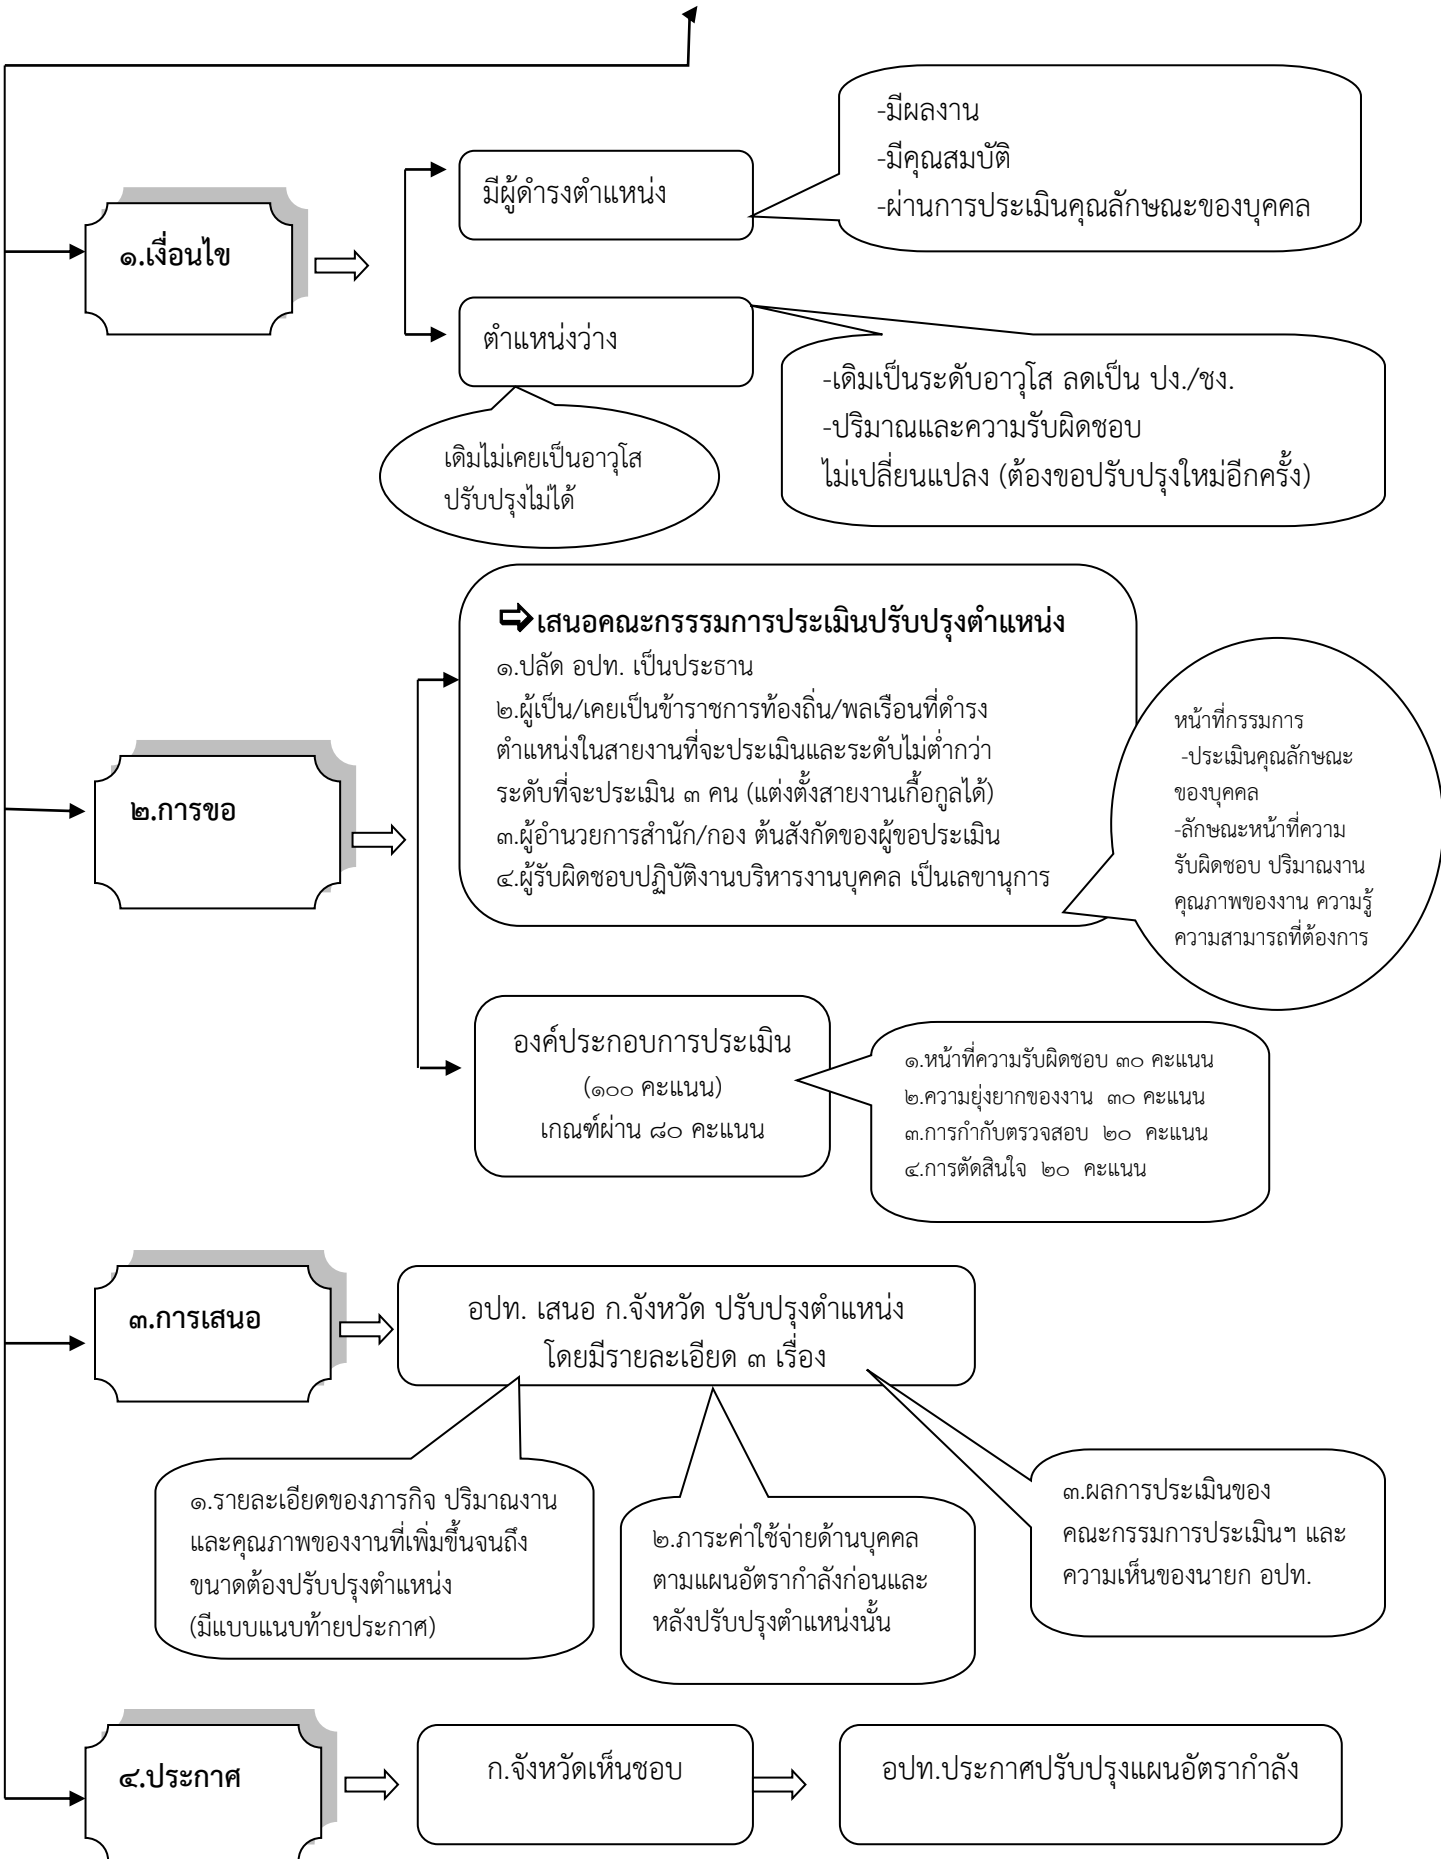 ๑.เงื่อนไข
มีผู้ดำรงตำแหน่ง
-มีผลงาน
-มีคุณสมบัติ
-ผ่านการประเมินคุณลักษณะของบุคคล
ตำแหน่งว่าง
-เดิมเป็นระดับอาวุโส ลดเป็น ปง./ชง.
-ปริมาณและความรับผิดชอบ
ไม่เปลี่ยนแปลง (ต้องขอปรับปรุงใหม่อีกครั้ง)
เดิมไม่เคยเป็นอาวุโส
ปรับปรุงไม่ได้
๒.การขอ
เสนอคณะกรรรมการประเมินปรับปรุงตำแหน่ง
๑.ปลัด อปท. เป็นประธาน
๒.ผู้เป็น/เคยเป็นข้าราชการท้องถิ่น/พลเรือนที่ดำรง
ตำแหน่งในสายงานที่จะประเมินและระดับไม่ต่ำกว่า
ระดับที่จะประเมิน ๓ คน (แต่งตั้งสายงานเกื้อกูลได้)
๓.ผู้อำนวยการสำนัก/กอง ต้นสังกัดของผู้ขอประเมิน
๔.ผู้รับผิดชอบปฏิบัติงานบริหารงานบุคคล เป็นเลขานุการ
หน้าที่กรรมการ
-ประเมินคุณลักษณะ
ของบุคคล
-ลักษณะหน้าที่ความ
รับผิดชอบ ปริมาณงาน
คุณภาพของงาน ความรู้
ความสามารถที่ต้องการ
องค์ประกอบการประเมิน
(๑๐๐ คะแนน)
เกณฑ์ผ่าน ๘๐ คะแนน
๑.หน้าที่ความรับผิดชอบ ๓๐ คะแนน
๒.ความยุ่งยากของงาน ๓๐ คะแนน
๓.การกำกับตรวจสอบ ๒๐ คะแนน
๔.การตัดสินใจ ๒๐ คะแนน
๓.การเสนอ
อปท. เสนอ ก.จังหวัด ปรับปรุงตำแหน่ง
โดยมีรายละเอียด ๓ เรื่อง
๑.รายละเอียดของภารกิจ ปริมาณงาน
และคุณภาพของงานที่เพิ่มขึ้นจนถึง
ขนาดต้องปรับปรุงตำแหน่ง
(มีแบบแนบท้ายประกาศ)
๒.ภาระค่าใช้จ่ายด้านบุคคล
ตามแผนอัตรากำลังก่อนและ
หลังปรับปรุงตำแหน่งนั้น
๓.ผลการประเมินของ
คณะกรรมการประเมินฯ และ
ความเห็นของนายก อปท.
๔.ประกาศ
ก.จังหวัดเห็นชอบ
อปท.ประกาศปรับปรุงแผนอัตรากำลัง